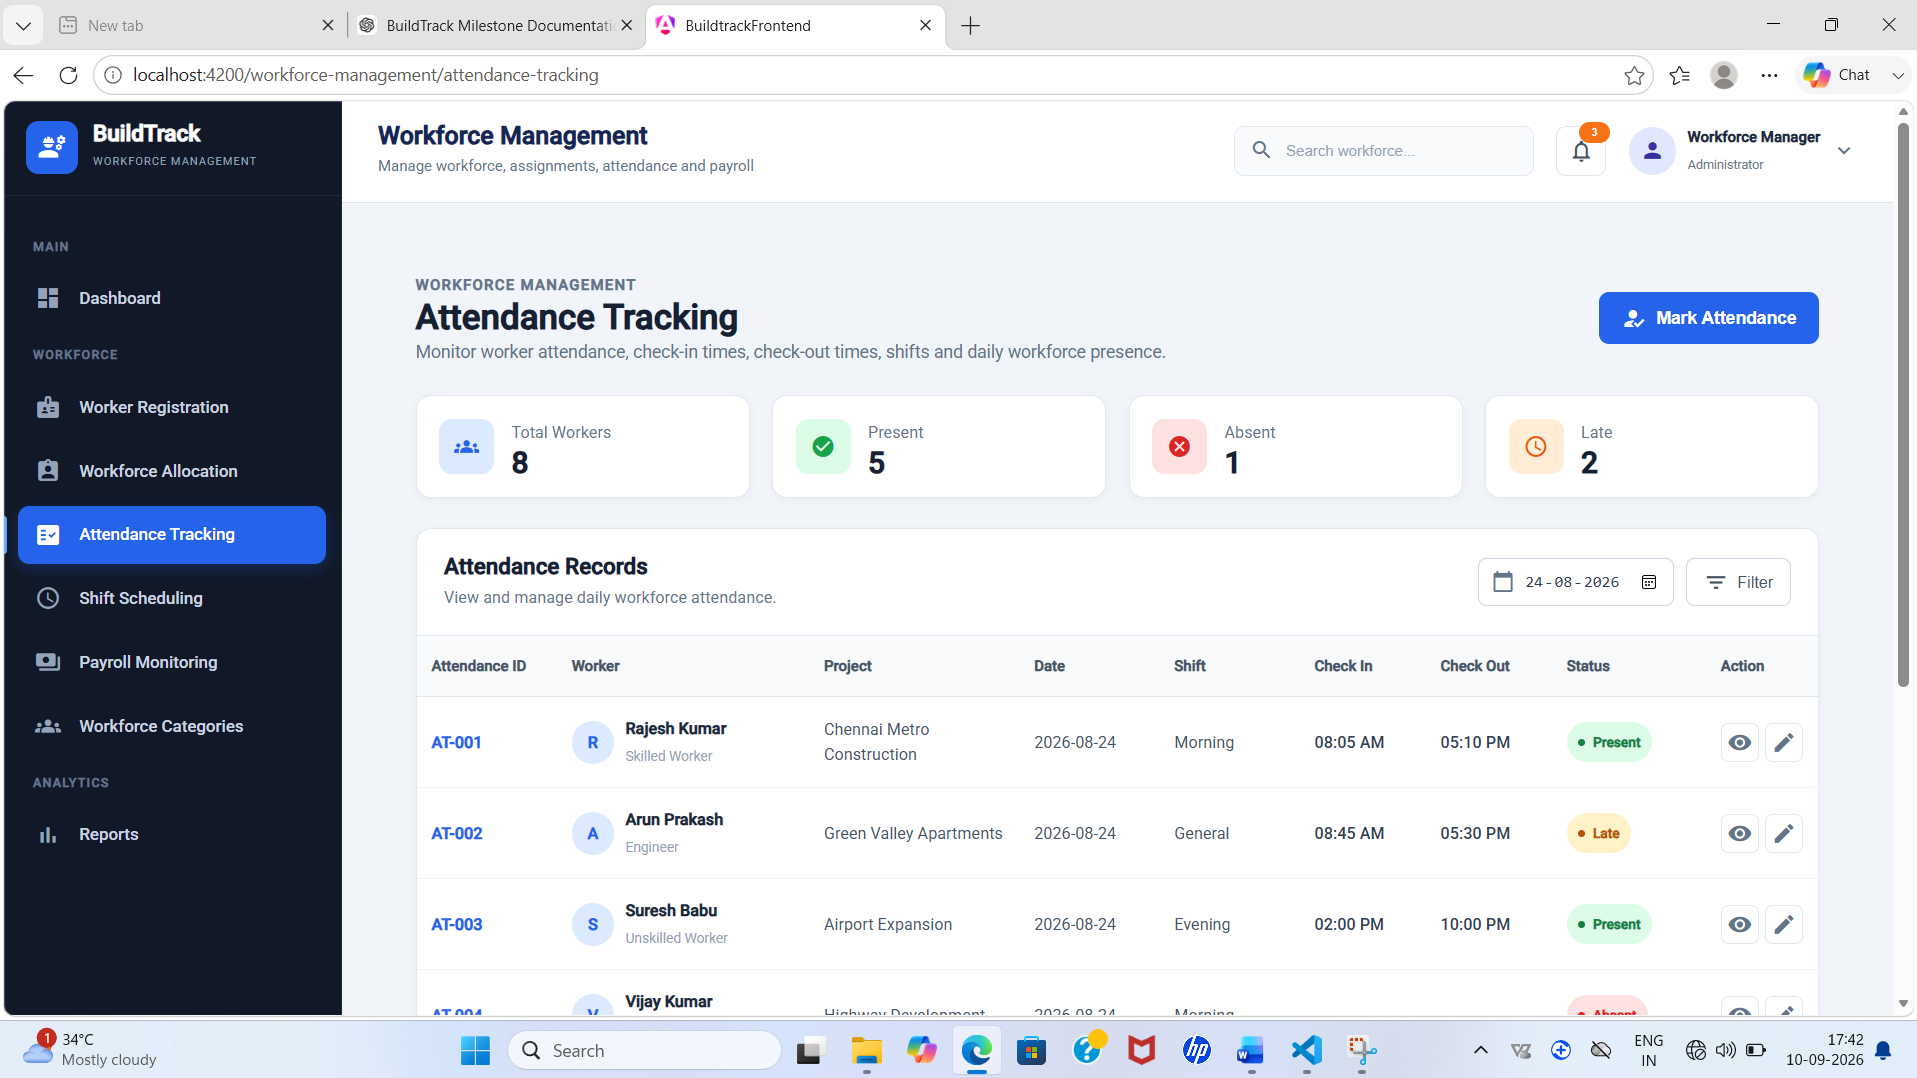 New tab
BuildTrack Milestone Documentati
BuildtrackFrontend
localhost:4200/workforce-management/attendance-tracking
Chat
BuildTrack
WORKFORCE MANAGEMENT
Workforce Management
Manage workforce, assignments, attendance and payroll
Search workforce...
3
Workforce Manager
Administrator
MAIN
Dashboard
WORKFORCE
Worker Registration
Workforce Allocation
Attendance Tracking
Shift Scheduling
Payroll Monitoring
Workforce Categories
ANALYTICS
Reports
WORKFORCE MANAGEMENT
Attendance Tracking
Monitor worker attendance, check-in times, check-out times, shifts and daily workforce presence.
Mark Attendance
Total Workers
8
Present
5
Absent
1
Late
2
Attendance Records
View and manage daily workforce attendance.
24-08-2026
Filter
Attendance ID Worker Project Date Shift Check In Check Out Status Action
AT-001 R Rajesh Kumar Skilled Worker Chennai Metro Construction 2026-08-24 Morning 08:05 AM 05:10 PM Present
AT-002 A Arun Prakash Engineer Green Valley Apartments 2026-08-24 General 08:45 AM 05:30 PM Late
AT-003 S Suresh Babu Unskilled Worker Airport Expansion 2026-08-24 Evening 02:00 PM 10:00 PM Present
AT-004 V Vijay Kumar Highway Development 2026-08-24 Morning Absent
1
34°C
Mostly cloudy
Search
ENG
IN
17:42
10-09-2026